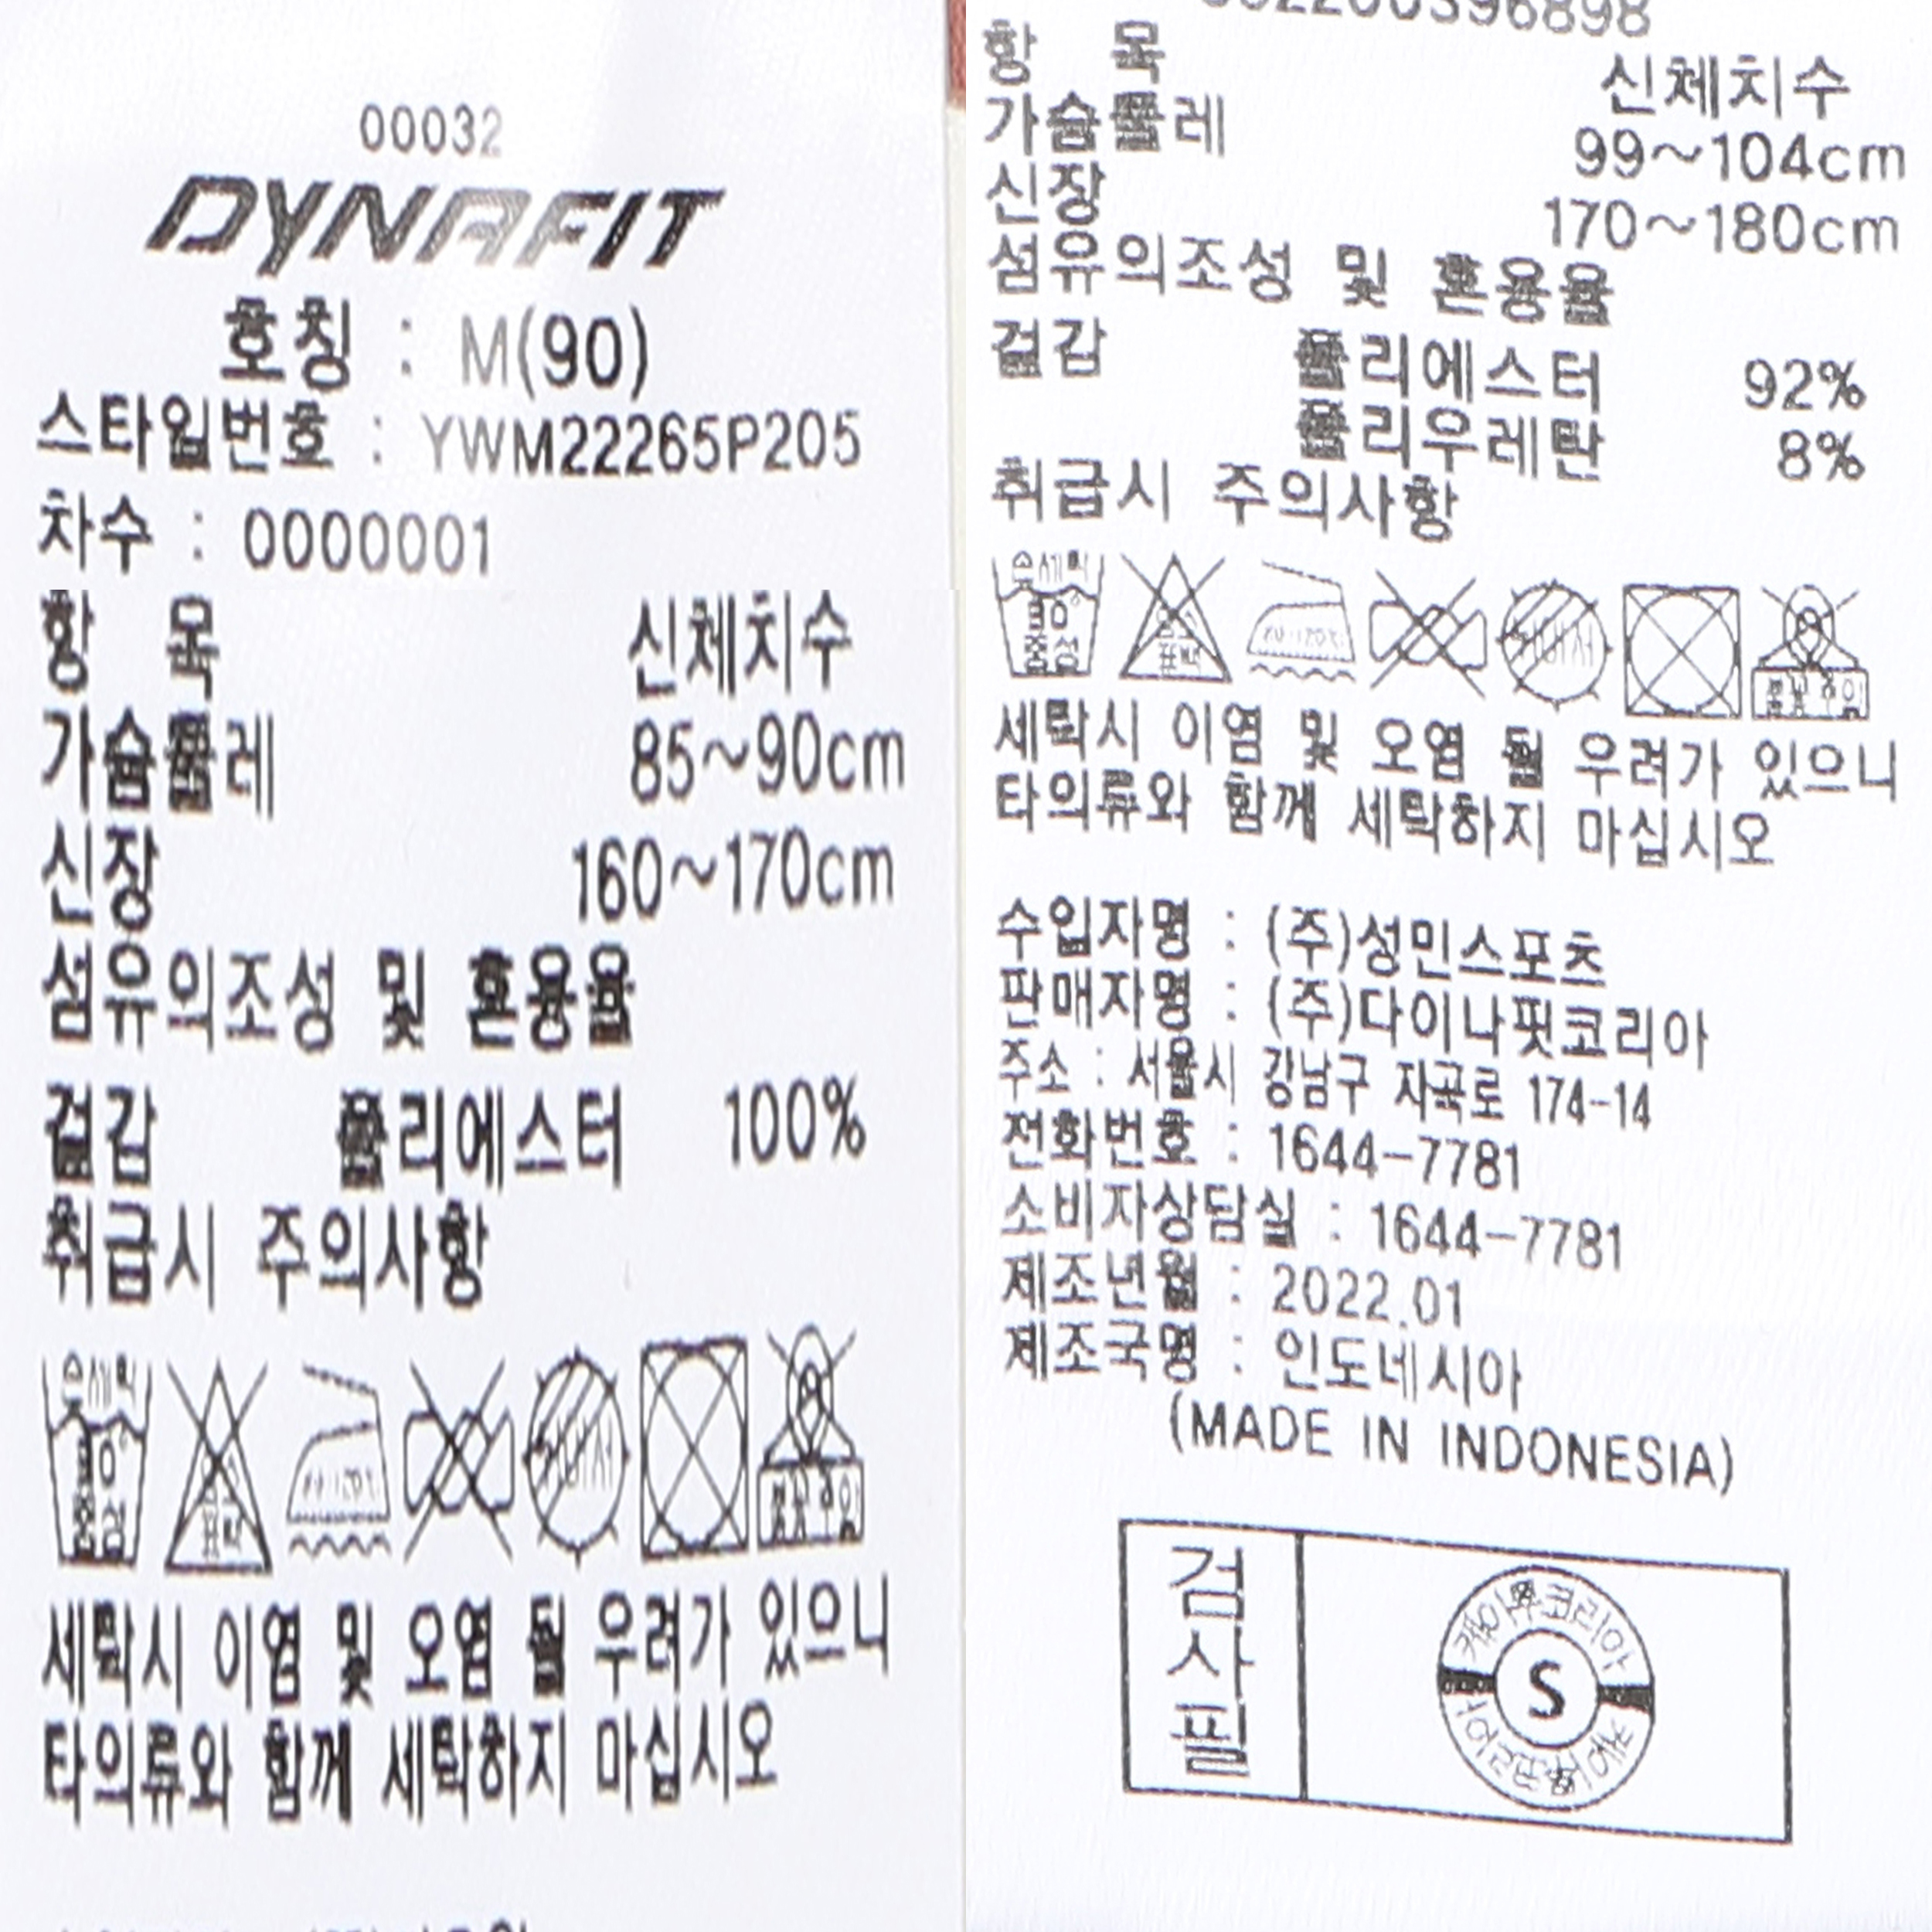 00032
DYNAFIT
호칭 : M(90)
스타일번호 : YWM22265P205
차수 : 0000001
항 목 신체치수
가슴둘레 85~90cm
신장 160~170cm
섬유의조성 및 혼용율
겉감 폴리에스터 100%
취급시 주의사항
손세탁
중성
표백
세탁시 이염 및 오염 될 우려가 있으니
타의류와 함께 세탁하지 마십시오
항 목 신체치수
가슴둘레 99~104cm
신장 170~180cm
섬유의조성 및 혼용율
겉감 폴리에스터 92%
폴리우레탄 8%
취급시 주의사항
중성
표백
세탁시 이염 및 오염 될 우려가 있으니
타의류와 함께 세탁하지 마십시오
수입자명 : (주)성민스포츠
판매자명 : (주)다이나핏코리아
주소 : 서울시 강남구 자곡로 174-14
전화번호 : 1644-7781
소비자상담실 : 1644-7781
제조년월 : 2022.01
제조국명 : 인도네시아
(MADE IN INDONESIA)
검사필
S